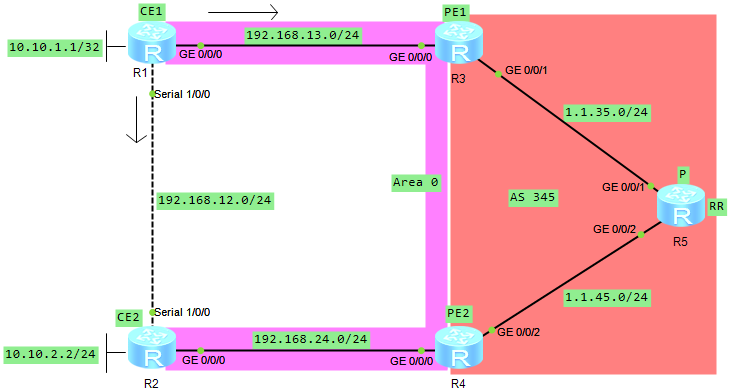 CE1
PE1
10.10.1.1/32
192.168.13.0/24
GE 0/0/0
GE 0/0/0
R1
R3
GE 0/0/1
Serial 1/0/0
1.1.35.0/24
P
Area 0
GE 0/0/1
AS 345
192.168.12.0/24
RR
GE 0/0/2
R5
Serial 1/0/0
1.1.45.0/24
CE2
PE2
GE 0/0/2
192.168.24.0/24
10.10.2.2/24
GE 0/0/0
GE 0/0/0
R2
R4